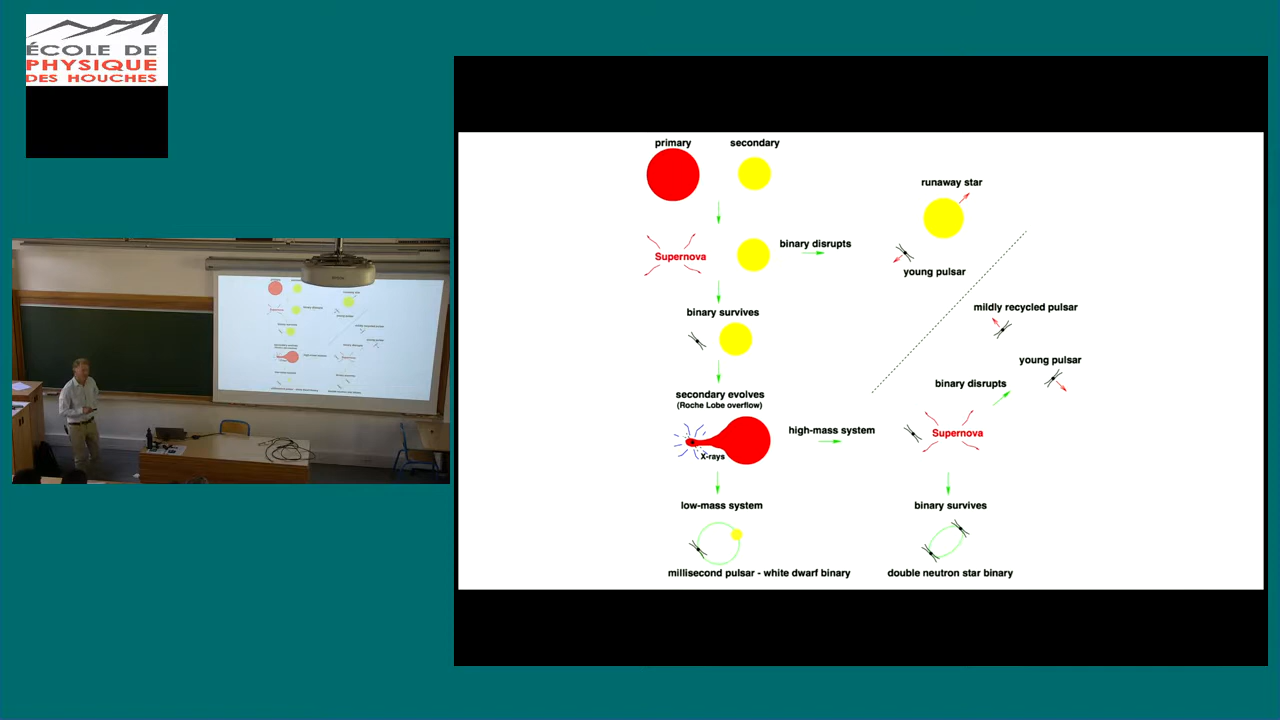 ÉCOLE DE
PHYSIQUE
DES HOUCHES
primary
secondary
runaway star
Supernova
binary disrupts
young pulsar
binary survives
mildly recycled pulsar
secondary evolves
(Roche Lobe overflow)
young pulsar
binary disrupts
X-rays
high-mass system
Supernova
low-mass system
binary survives
millisecond pulsar - white dwarf binary
double neutron star binary